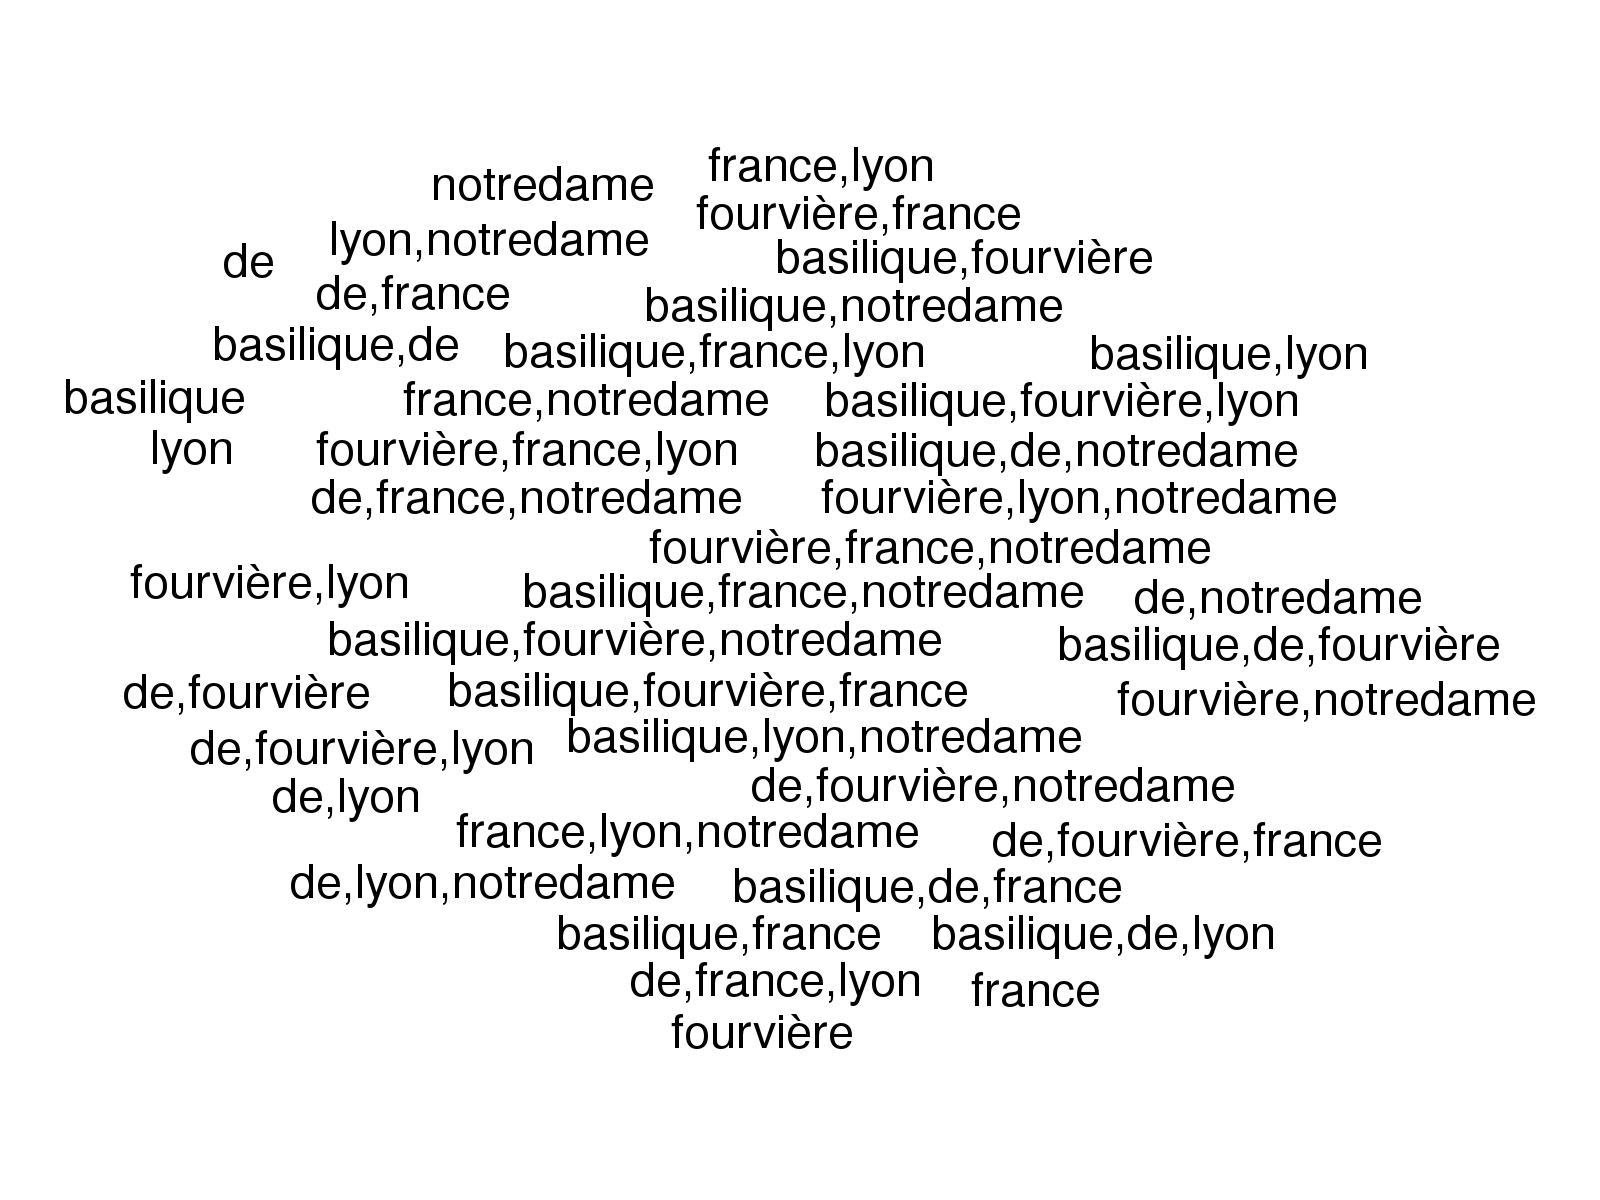 france,lyon
notredame
fourvière,france
lyon,notredame
basilique,fourvière
de
de,france
basilique,notredame
basilique,de
basilique,france,lyon
basilique,lyon
basilique
france,notredame
basilique,fourvière,lyon
lyon
fourvière,france,lyon
basilique,de,notredame
de,france,notredame
fourvière,lyon,notredame
fourvière,france,notredame
fourvière,lyon
basilique,france,notredame
de,notredame
basilique,fourvière,notredame
basilique,de,fourvière
de,fourvière
basilique,fourvière,france
fourvière,notredame
de,fourvière,lyon
basilique,lyon,notredame
de,fourvière,notredame
de,lyon
france,lyon,notredame
de,fourvière,france
de,lyon,notredame
basilique,de,france
basilique,france
basilique,de,lyon
de,france,lyon
france
fourvière